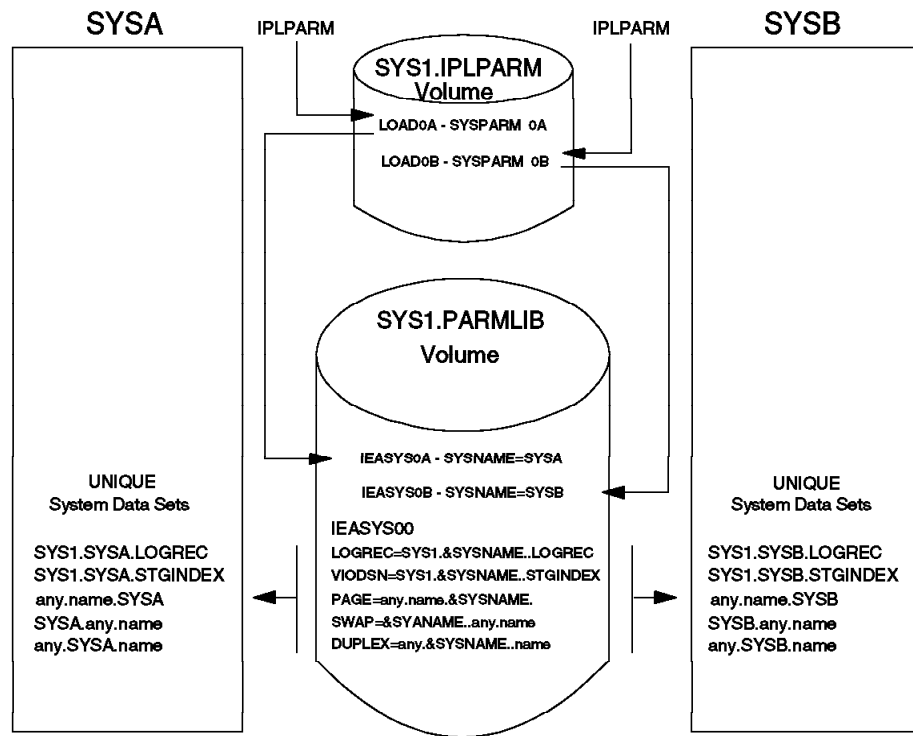 SYSA
IPLPARM
IPLPARM
SYSB
SYS1.IPLPARM
Volume
LOAD0A - SYSPARM 0A
LOAD0B - SYSPARM 0B
SYS1.PARMLIB
Volume
IEASYS0A - SYSNAME=SYSA
IEASYS0B - SYSNAME=SYSB
IEASYS00
LOGREC=SYS1.&SYSNAME..LOGREC
VIODSN=SYS1.&SYSNAME..STGINDEX
PAGE=any.name.&SYSNAME.
SWAP=&SYANAME..any.name
DUPLEX=any.&SYSNAME..name
UNIQUE
System Data Sets
SYS1.SYSA.LOGREC
SYS1.SYSA.STGINDEX
any.name.SYSA
SYSA.any.name
any.SYSA.name
UNIQUE
System Data Sets
SYS1.SYSB.LOGREC
SYS1.SYSB.STGINDEX
any.name.SYSB
SYSB.any.name
any.SYSB.name